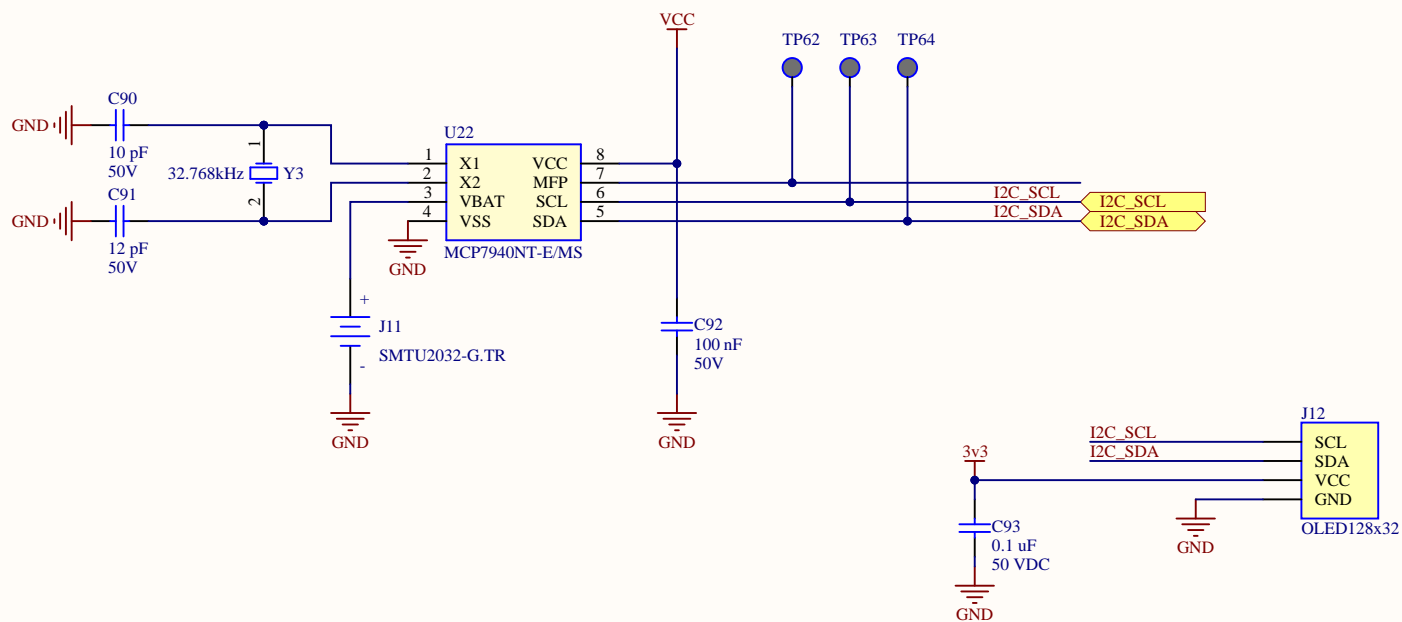 VCC
TP62
TP63
TP64
C90
GND
10 pF
50V
1
32.768kHz
Y3
2
C91
GND
12 pF
50V
U22
1
X1
VCC
8
2
X2
MFP
7
3
VBAT
SCL
6
4
VSS
SDA
5
MCP7940NT-E/MS
GND
I2C_SCL
I2C_SCL
I2C_SDA
I2C_SDA
+
J11
SMTU2032-G.TR
-
GND
C92
100 nF
50V
GND
J12
I2C_SCL
SCL
I2C_SDA
SDA
3v3
VCC
GND
OLED128x32
GND
C93
0.1 uF
50 VDC
GND